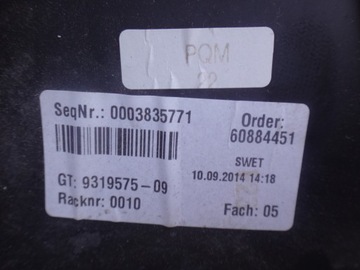 PQM
SeqNr.: 0003835771
Order:
60884451
SWET
10.09.2014 14:18
GT: 9319575-09
Racknr: 0010
Fach: 05